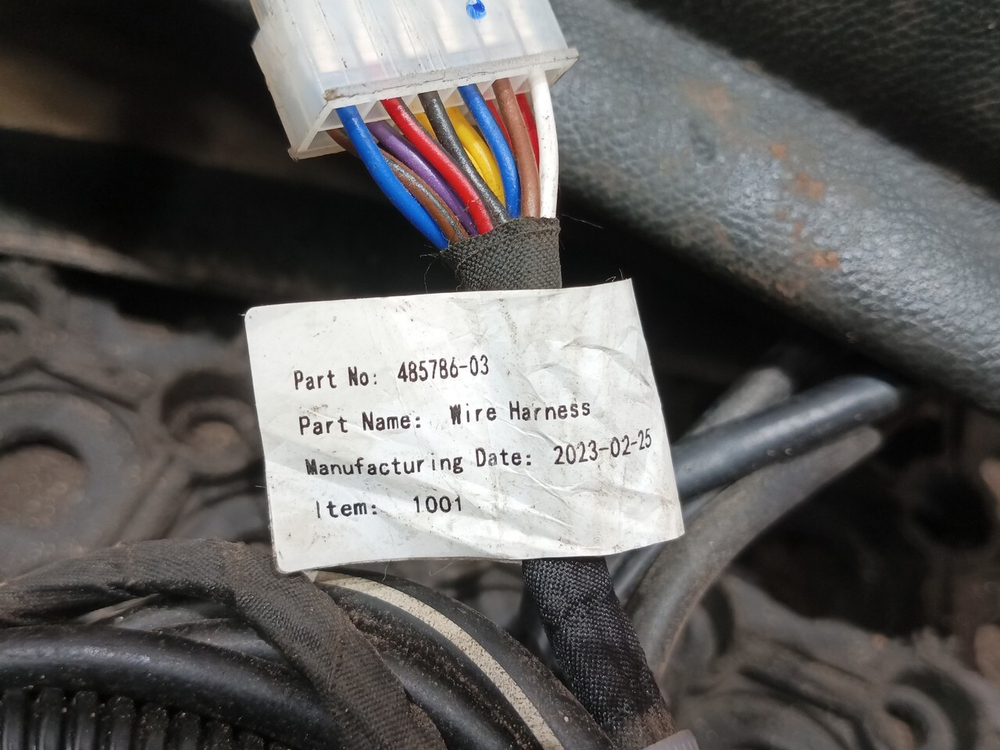 Part No: 485786-03
Part Name: Wire Harness
Manufacturing Date: 2023-02-25
Item: 1001